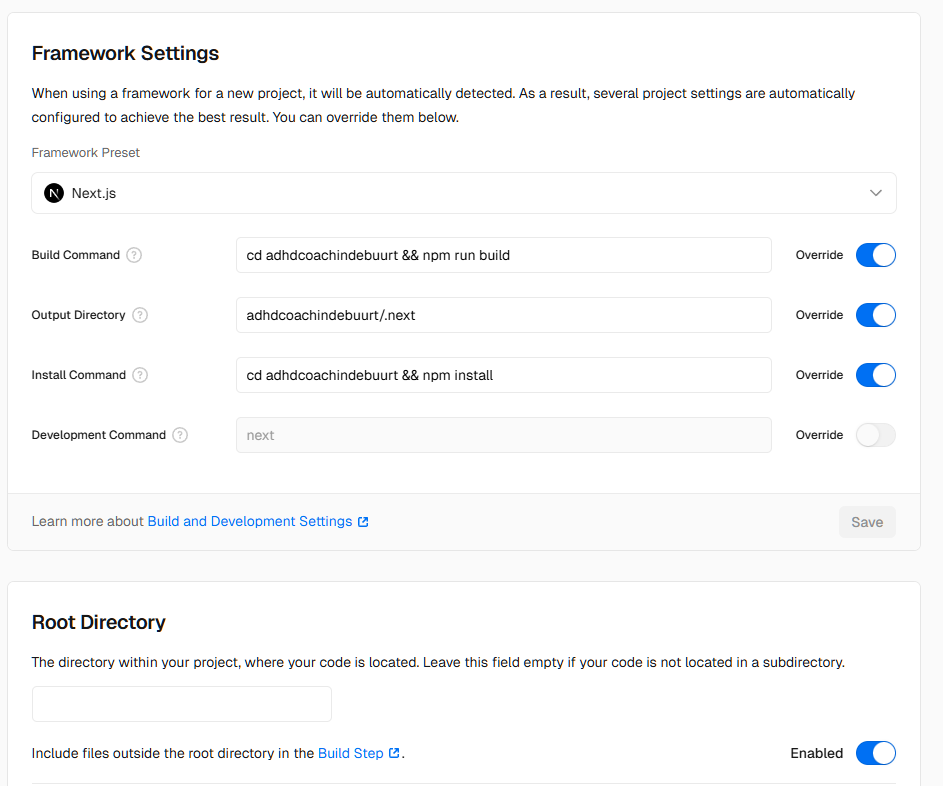 Framework Settings
When using a framework for a new project, it will be automatically detected. As a result, several project settings are automatically
configured to achieve the best result. You can override them below.
Framework Preset
N Next.js
Build Command ? cd adhdcoachindebuurt && npm run build Override
Output Directory ? adhdcoachindebuurt/.next Override
Install Command ? cd adhdcoachindebuurt && npm install Override
Development Command ? next Override
Learn more about Build and Development Settings Save
Root Directory
The directory within your project, where your code is located. Leave this field empty if your code is not located in a subdirectory.
Include files outside the root directory in the Build Step. Enabled